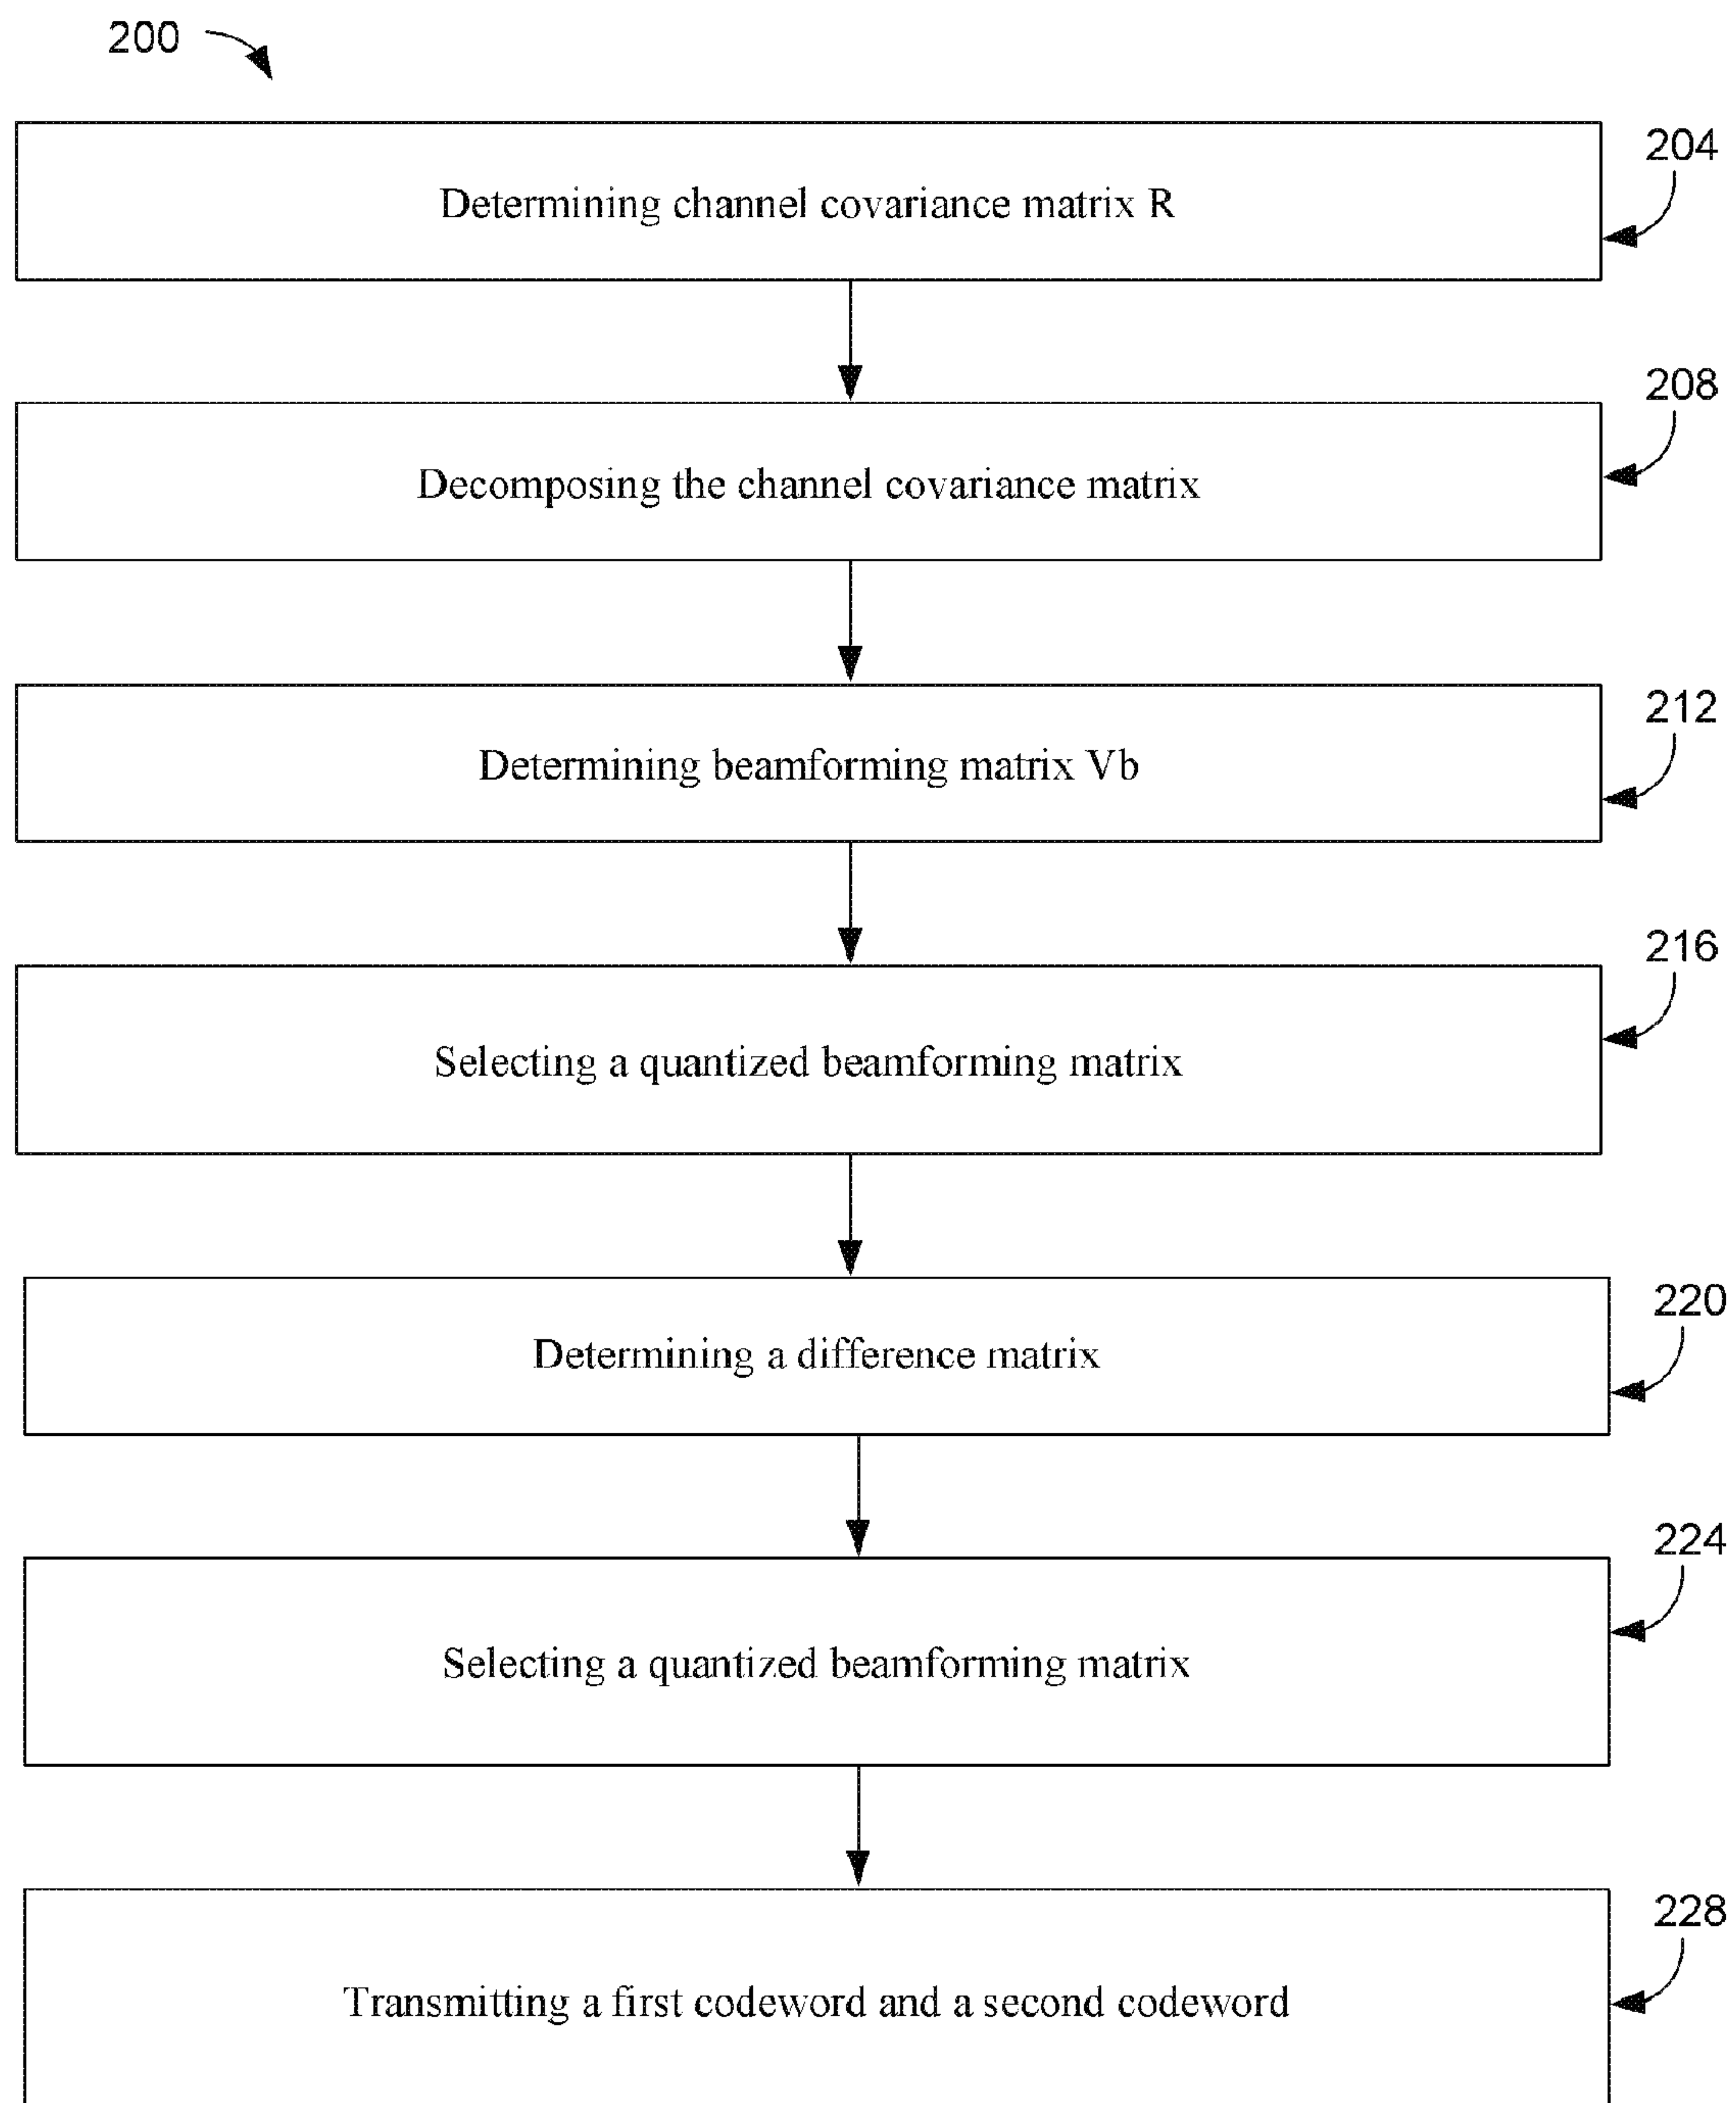 200
204
Determining channel covariance matrix R
208
Decomposing the channel covariance matrix
212
Determining beamforming matrix Vb
216
Selecting a quantized beamforming matrix
220
Determining a difference matrix
224
Selecting a quantized beamforming matrix
228
Transmitting a first codeword and a second codeword